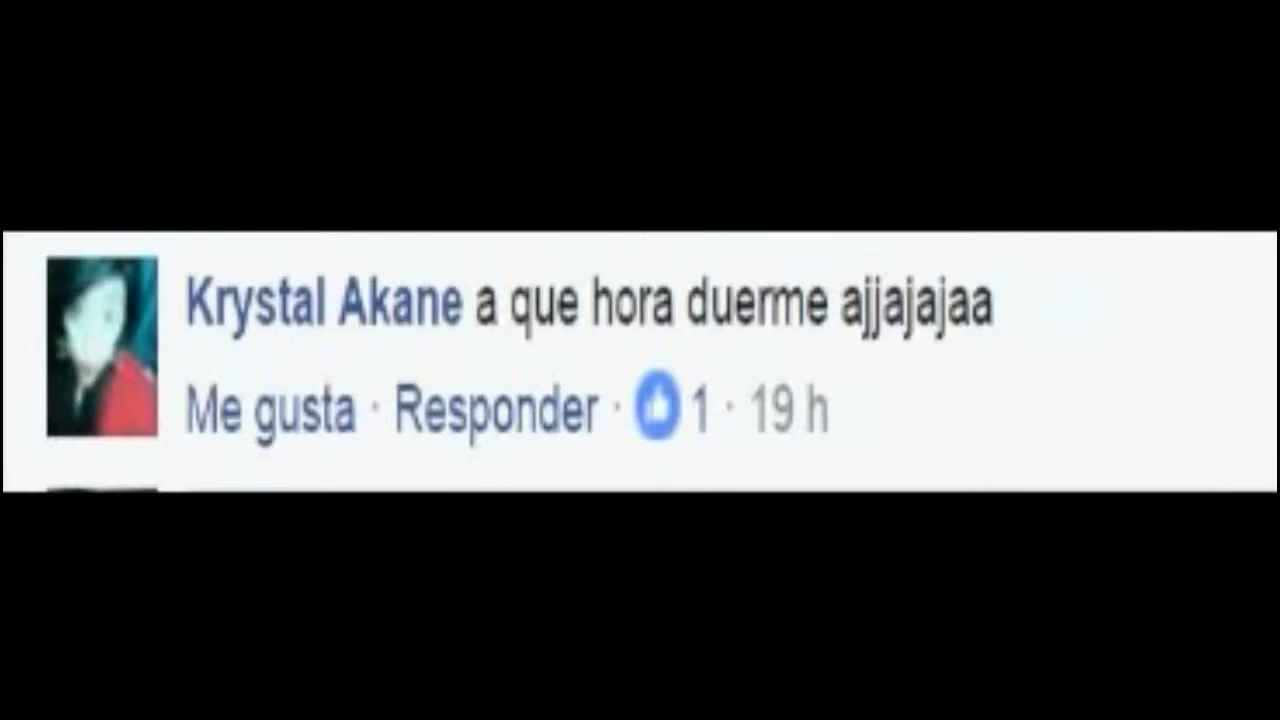 Krystal Akane a que hora duerme ajjajajaa
Me gusta · Responder · 1 · 19 h